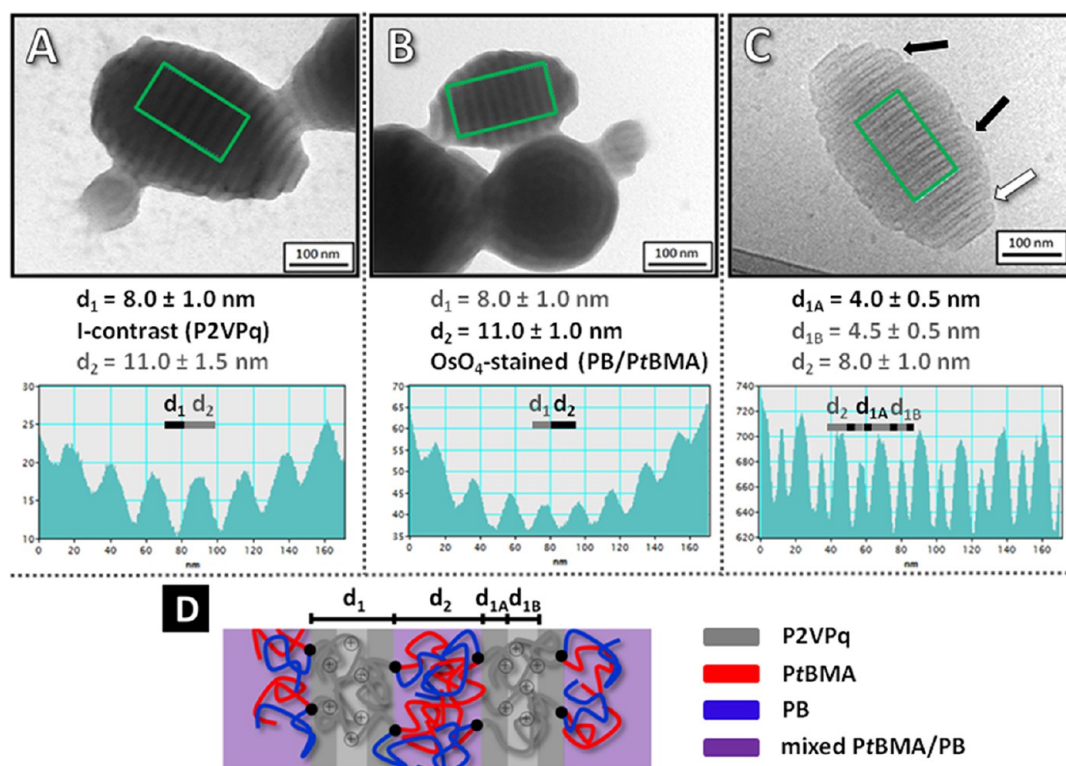 A
100 nm
B
100 nm
C
100 nm
d1 = 8.0 ± 1.0 nm
I-contrast (P2VPq)
d2 = 11.0 ± 1.5 nm
d1 = 8.0 ± 1.0 nm
d2 = 11.0 ± 1.0 nm
OsO4-stained (PB/PtBMA)
d1A = 4.0 ± 0.5 nm
d1B = 4.5 ± 0.5 nm
d2 = 8.0 ± 1.0 nm
d1 d2
25
20
15
10
0 20 40 60 80 100 120 140 160
nm
d1 d2
70
65
60
55
50
45
40
35
0 20 40 60 80 100 120 140 160
nm
d2 d1A d1B
740
720
700
680
660
640
620
0 20 40 60 80 100 120 140 160
nm
D
d1 d2 d1A d1B
P2VPq
PtBMA
PB
mixed PtBMA/PB